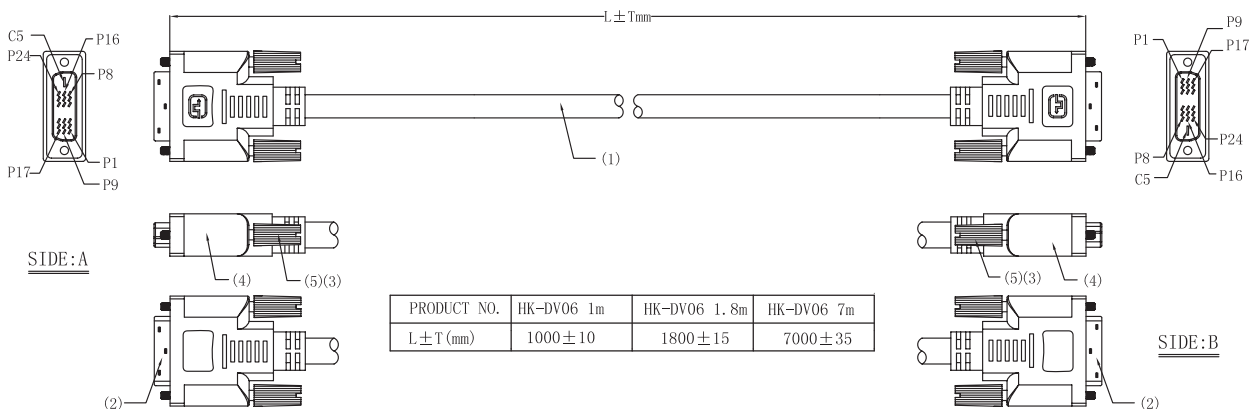 L±Tmm
C5
P16
P24
P8
P17
P1
P9
P9
P1
P17
P24
P8
P16
C5
(1)
SIDE:A
(4)
(5)(3)
(5)(3)
(4)
PRODUCT NO. HK-DV06 1m HK-DV06 1.8m HK-DV06 7m
L±T(mm) 1000±10 1800±15 7000±35
SIDE:B
(2)
(2)